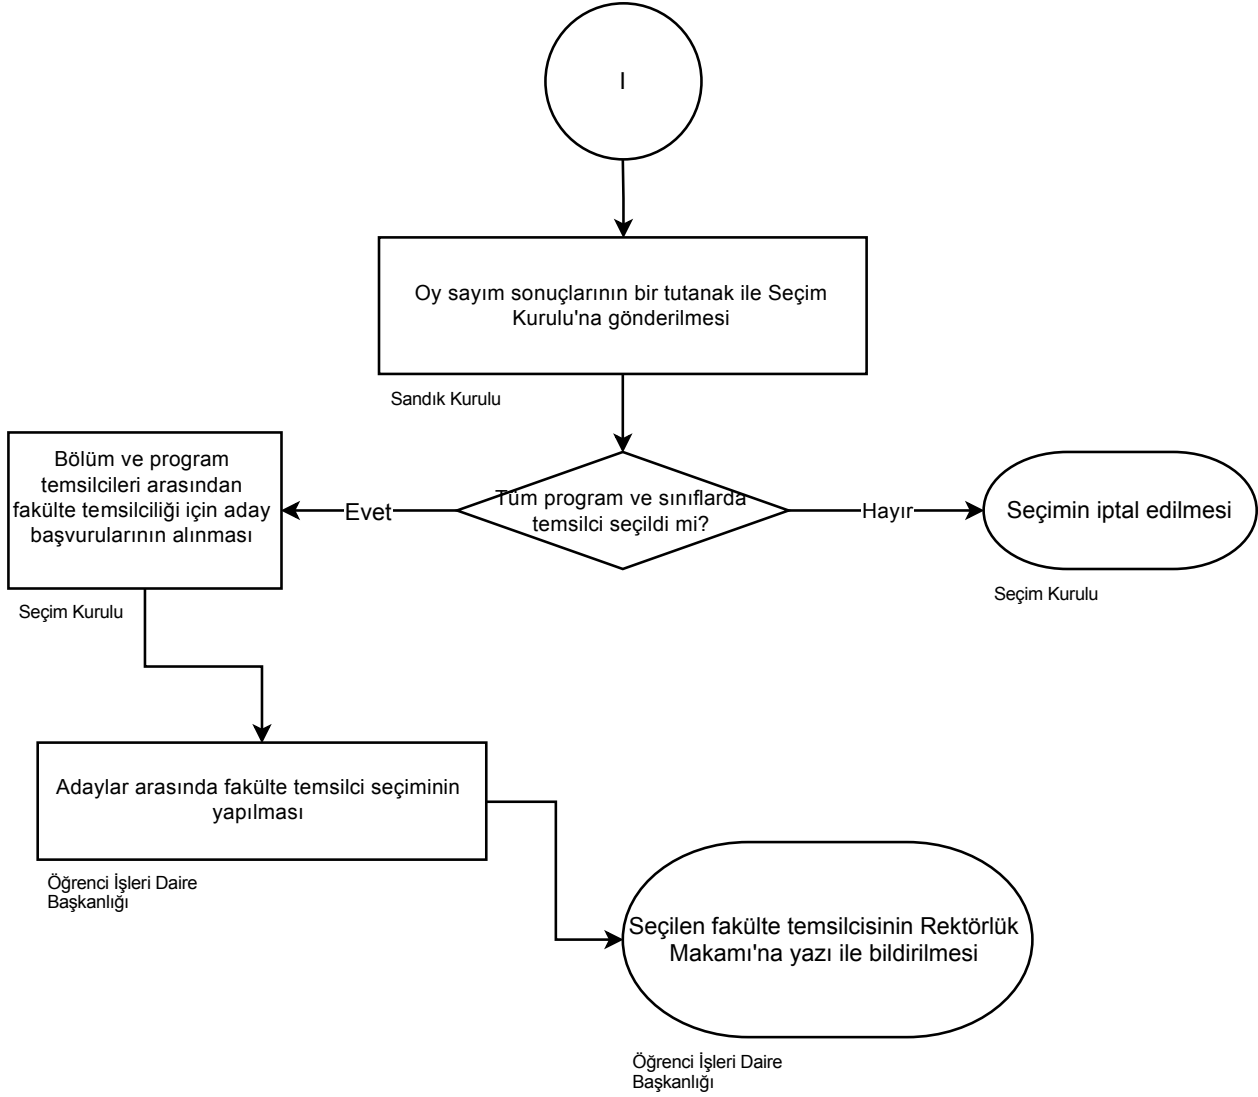 I
Oy sayım sonuçlarının bir tutanak ile Seçim
Kurulu'na gönderilmesi
Sandık Kurulu
Bölüm ve program
temsilcileri arasından
fakülte temsilciliği için aday
başvurularının alınması
Seçim Kurulu
Evet
Tüm program ve sınıflarda
temsilci seçildi mi?
Hayır
Seçimin iptal edilmesi
Seçim Kurulu
Adaylar arasında fakülte temsilci seçiminin
yapılması
Öğrenci İşleri Daire
Başkanlığı
Seçilen fakülte temsilcisinin Rektörlük
Makamı'na yazı ile bildirilmesi
Öğrenci İşleri Daire
Başkanlığı